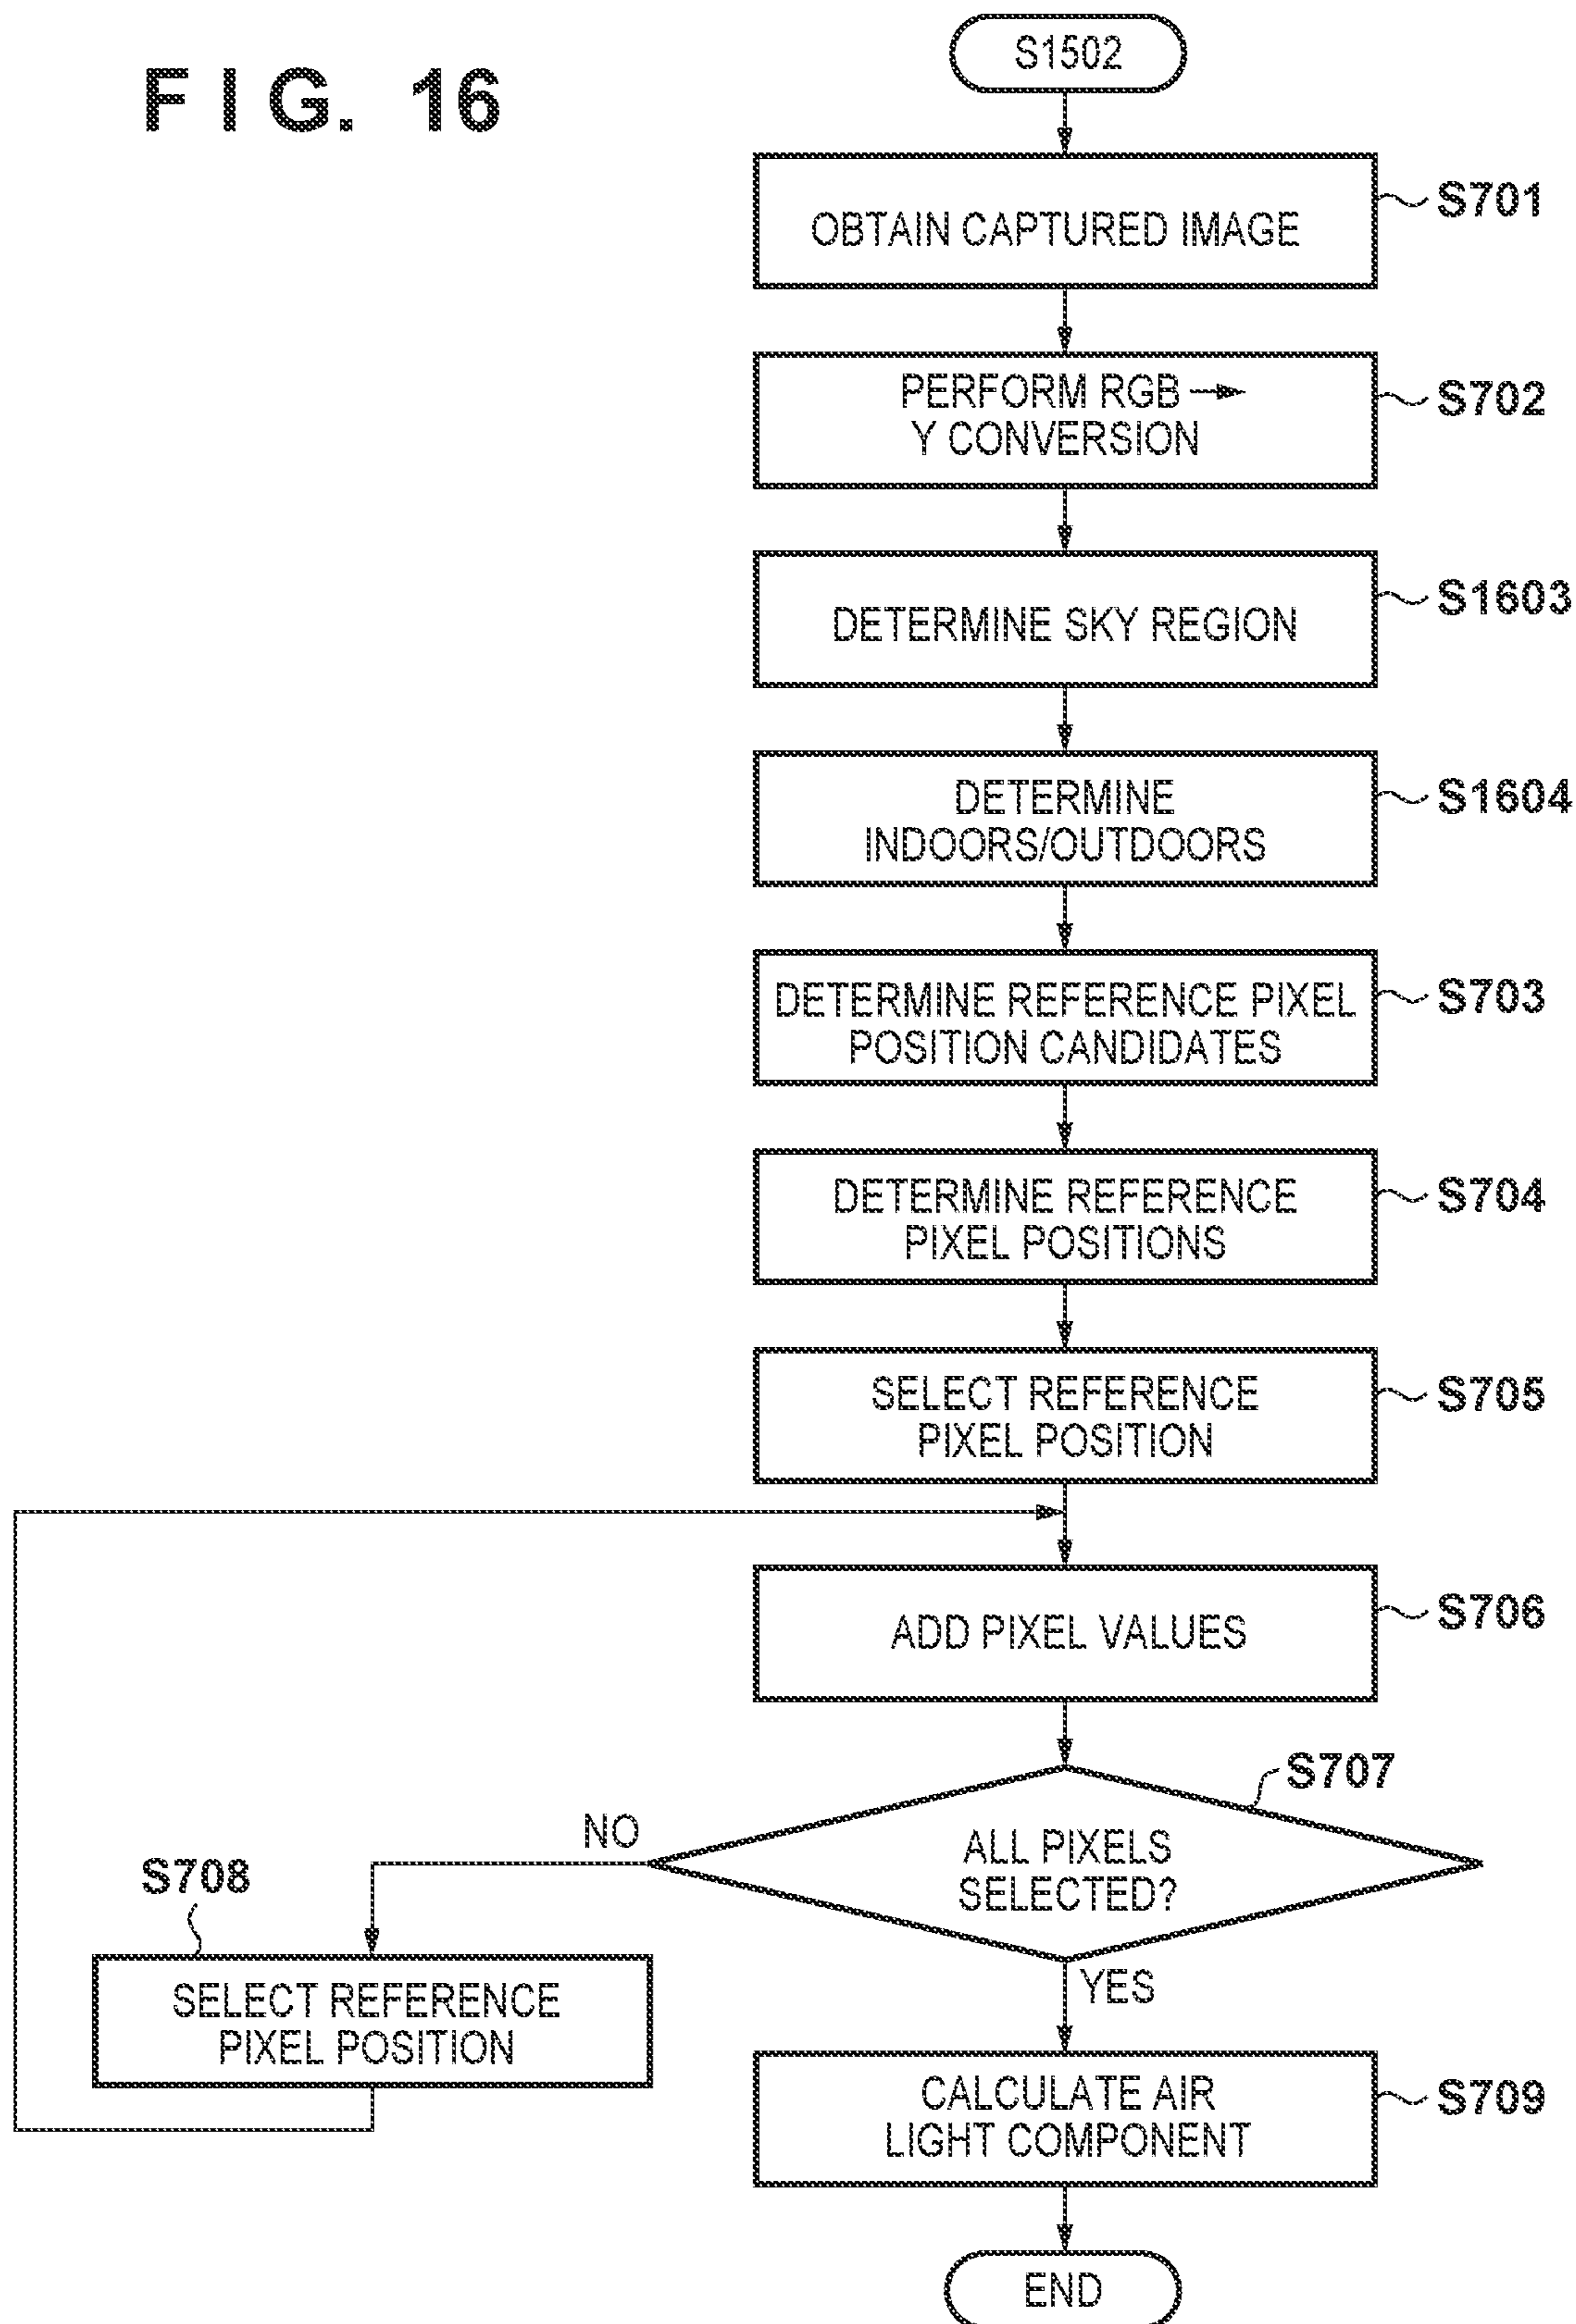 FIG. 16
S1502
OBTAIN CAPTURED IMAGE
S701
PERFORM RGB →
Y CONVERSION
S702
DETERMINE SKY REGION
S1603
DETERMINE
INDOORS/OUTDOORS
S1604
DETERMINE REFERENCE PIXEL
POSITION CANDIDATES
S703
DETERMINE REFERENCE
PIXEL POSITIONS
S704
SELECT REFERENCE
PIXEL POSITION
S705
ADD PIXEL VALUES
S706
ALL PIXELS
SELECTED?
S707
NO
S708
SELECT REFERENCE
PIXEL POSITION
YES
CALCULATE AIR
LIGHT COMPONENT
S709
END